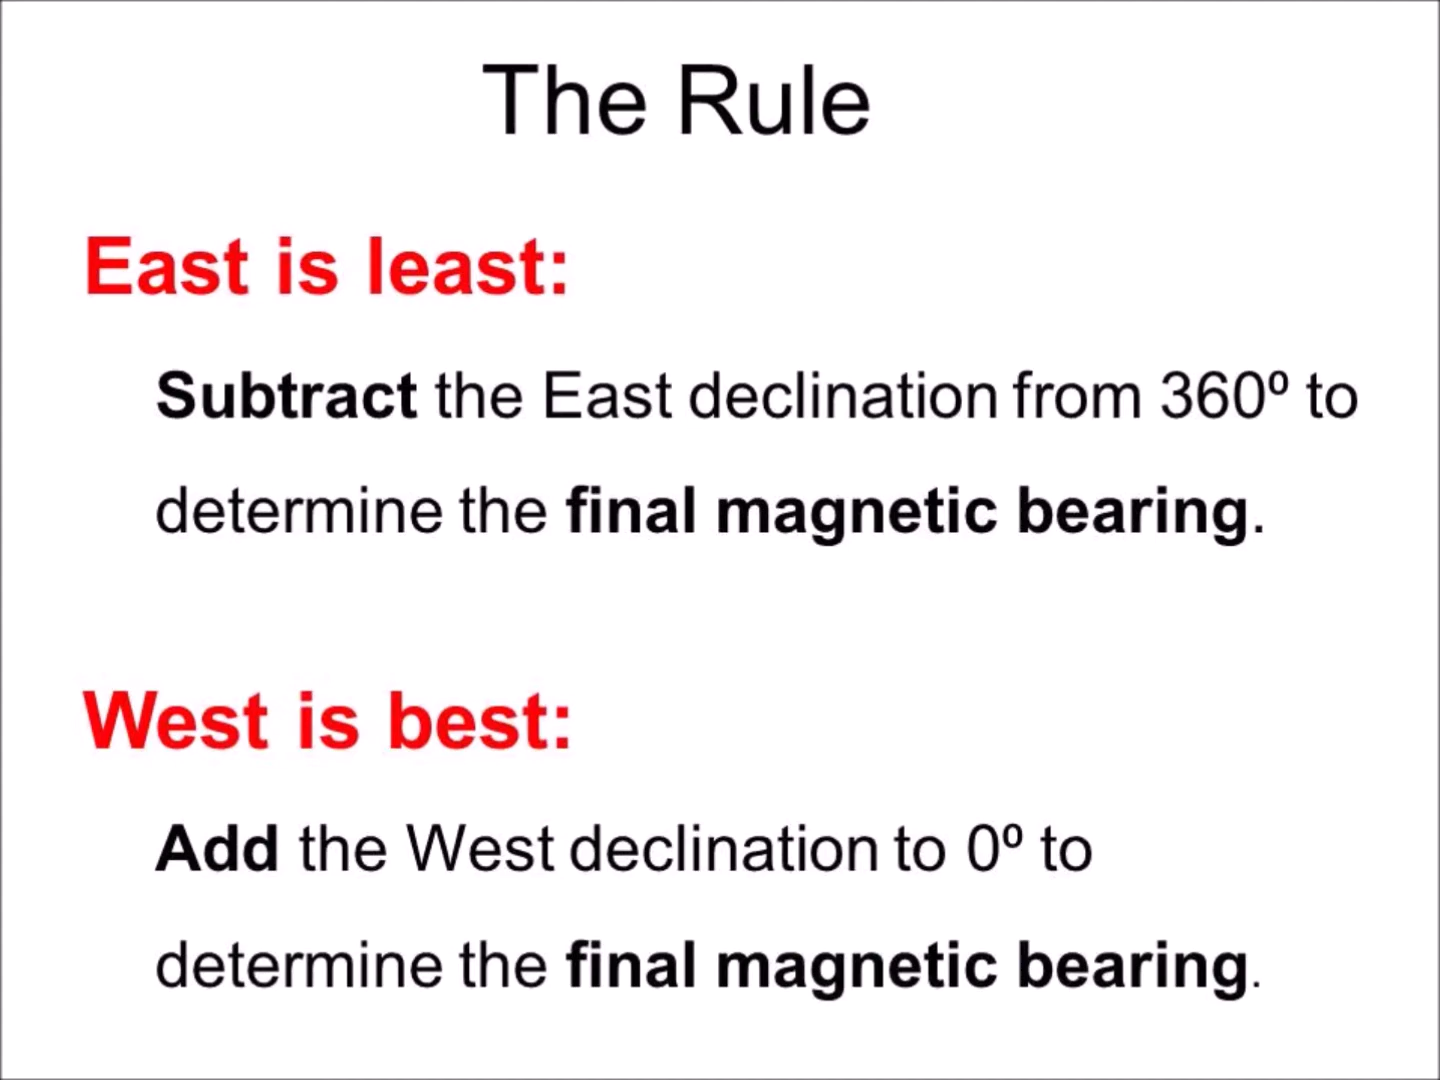 The Rule
East is least:
Subtract the East declination from 360º to
determine the final magnetic bearing.
West is best:
Add the West declination to 0º to
determine the final magnetic bearing.